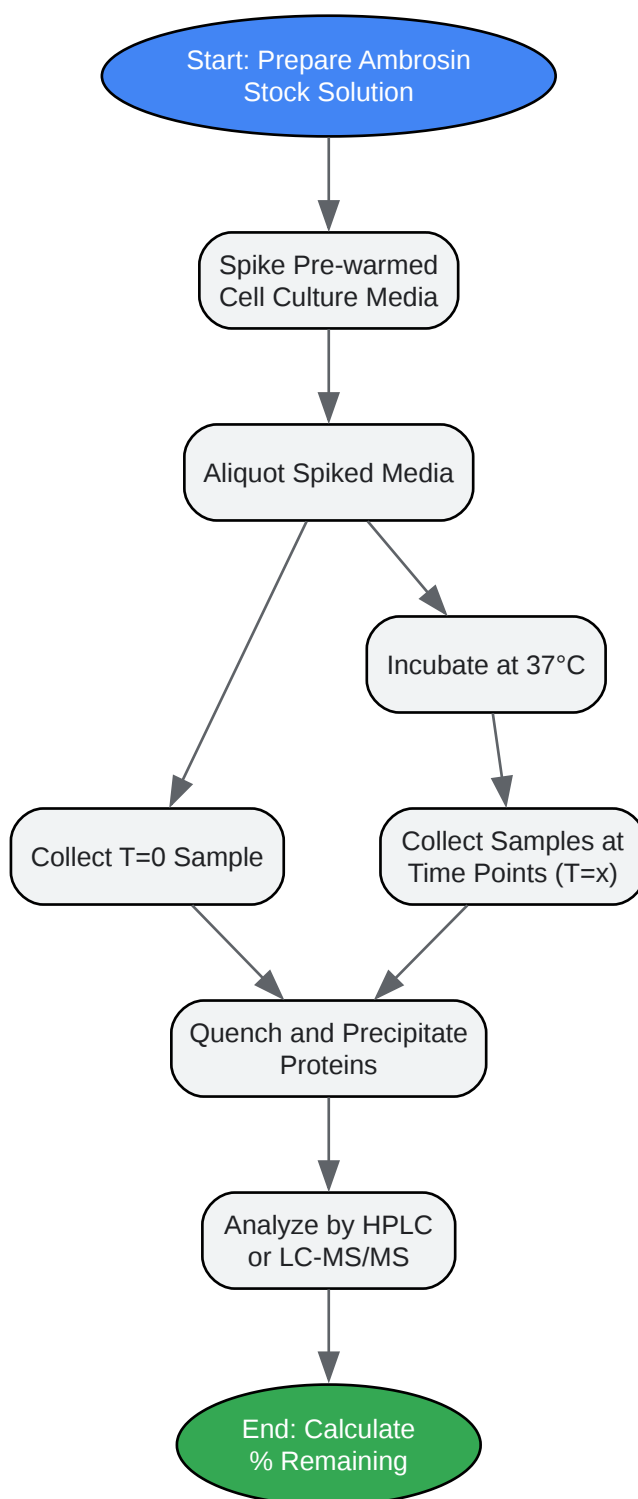 Start: Prepare Ambrosin
Stock Solution
Spike Pre-warmed
Cell Culture Media
Aliquot Spiked Media
Incubate at 37°C
Collect T=0 Sample
Collect Samples at
Time Points (T=x)
Quench and Precipitate
Proteins
Analyze by HPLC
or LC-MS/MS
End: Calculate
% Remaining